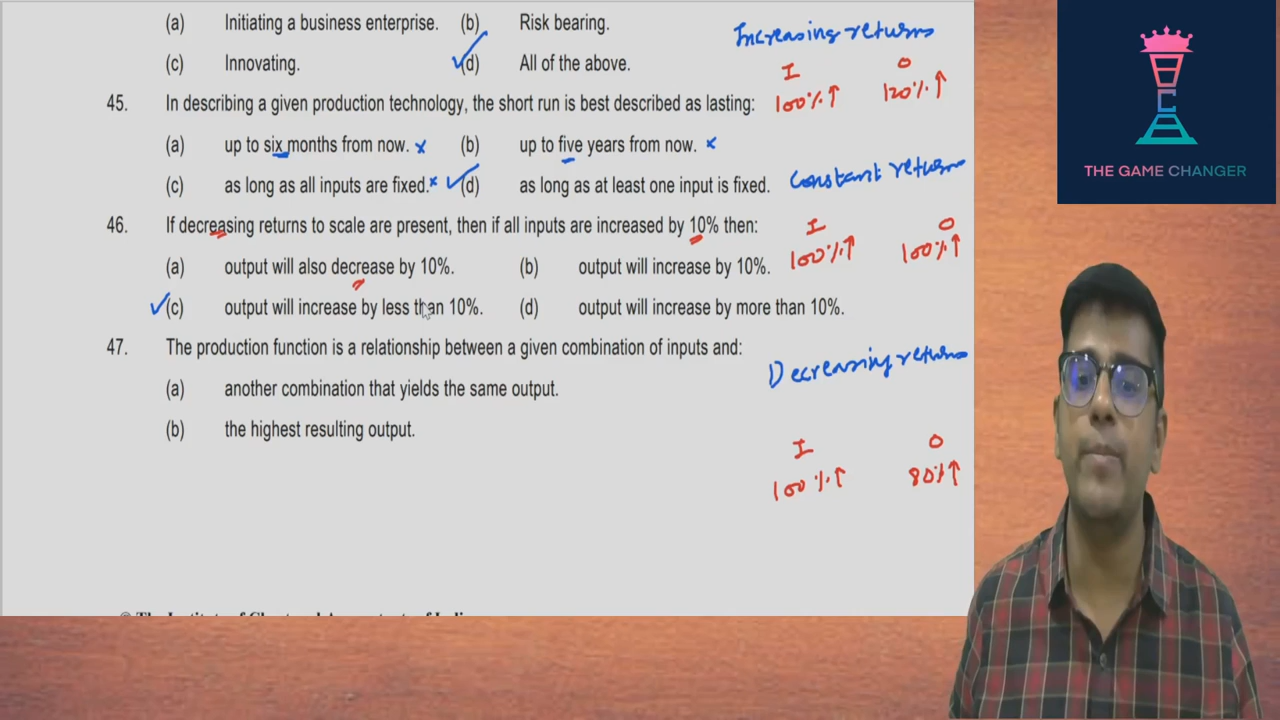 (a) Initiating a business enterprise. (b) Risk bearing.
(c) Innovating. (d) All of the above.
45. In describing a given production technology, the short run is best described as lasting:
(a) up to six months from now. (b) up to five years from now.
(c) as long as all inputs are fixed. (d) as long as at least one input is fixed.
46. If decreasing returns to scale are present, then if all inputs are increased by 10% then:
(a) output will also decrease by 10%. (b) output will increase by 10%.
(c) output will increase by less than 10%. (d) output will increase by more than 10%.
47. The production function is a relationship between a given combination of inputs and:
(a) another combination that yields the same output.
(b) the highest resulting output.
Increasing returns
I O
100%↑ 120%↑
Constant returns
I O
100%↑ 100%↑
Decreasing returns
I O
100%↑ 80%↑
THE GAME CHANGER